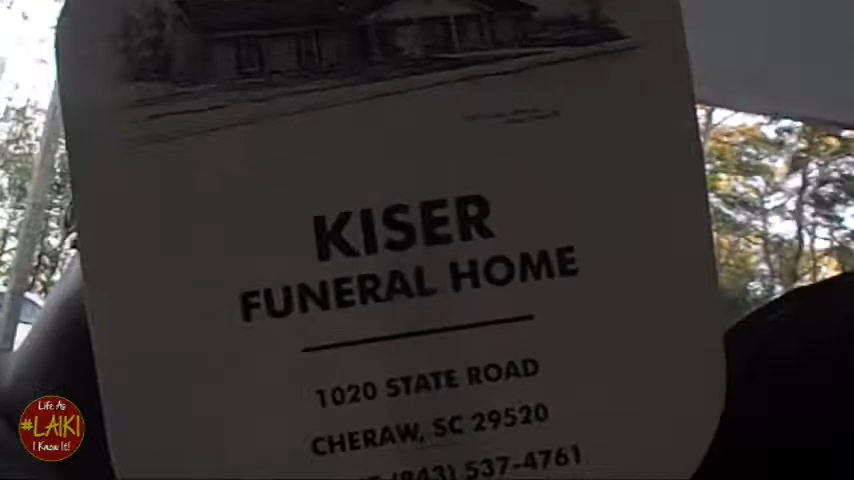 KISER
FUNERAL HOME
1020 STATE ROAD
CHERAW, SC 29520
(843) 537-4761
Life As
#LAIKI
I Know It!